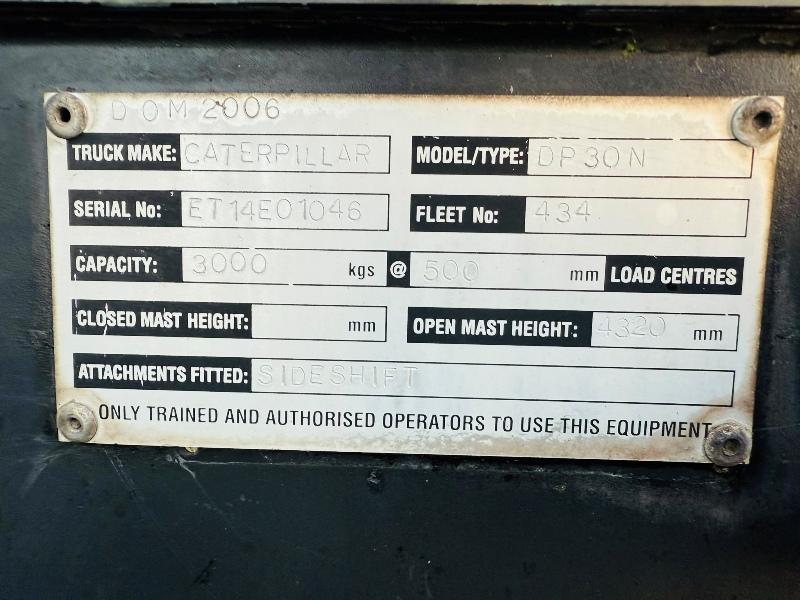 DOM 2006
TRUCK MAKE: CATERPILLAR MODEL/TYPE: DP30N
SERIAL No: ET14E01046 FLEET No: 434
CAPACITY: 3000 kgs @ 500 mm LOAD CENTRES
CLOSED MAST HEIGHT: mm OPEN MAST HEIGHT: 4320 mm
ATTACHMENTS FITTED: SIDESHIFT
ONLY TRAINED AND AUTHORISED OPERATORS TO USE THIS EQUIPMENT